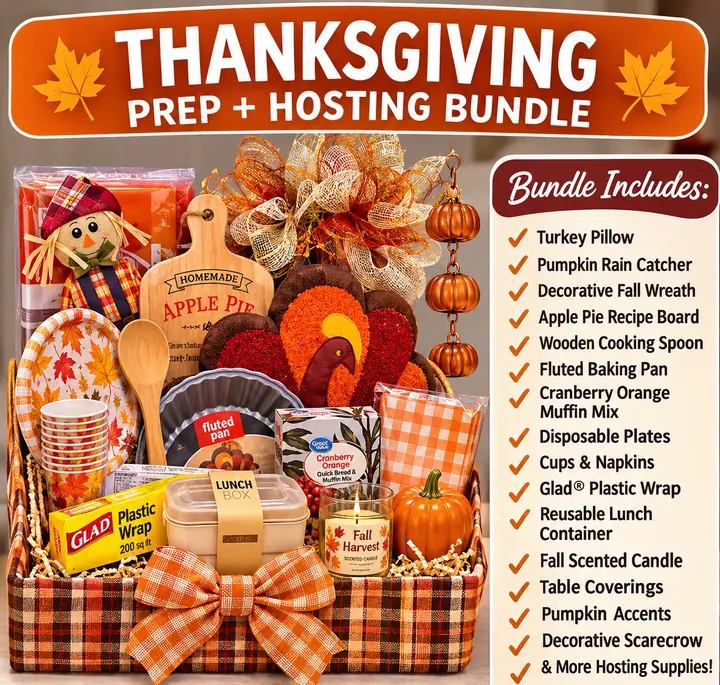 THANKSGIVING
PREP + HOSTING BUNDLE
Bundle Includes:
Turkey Pillow
Pumpkin Rain Catcher
Decorative Fall Wreath
Apple Pie Recipe Board
Wooden Cooking Spoon
Fluted Baking Pan
Cranberry Orange
Muffin Mix
Disposable Plates
Cups & Napkins
Glad® Plastic Wrap
Reusable Lunch
Container
Fall Scented Candle
Table Coverings
Pumpkin Accents
Decorative Scarecrow
& More Hosting Supplies!
HOMEMADE
APPLE PIE
fluted
pan
Great
Value
Cranberry
Orange
Quick Bread &
Muffin Mix
LUNCH
BOX
GLAD
Plastic
Wrap
200 sq ft
Fall
Harvest
SCENTED CANDLE